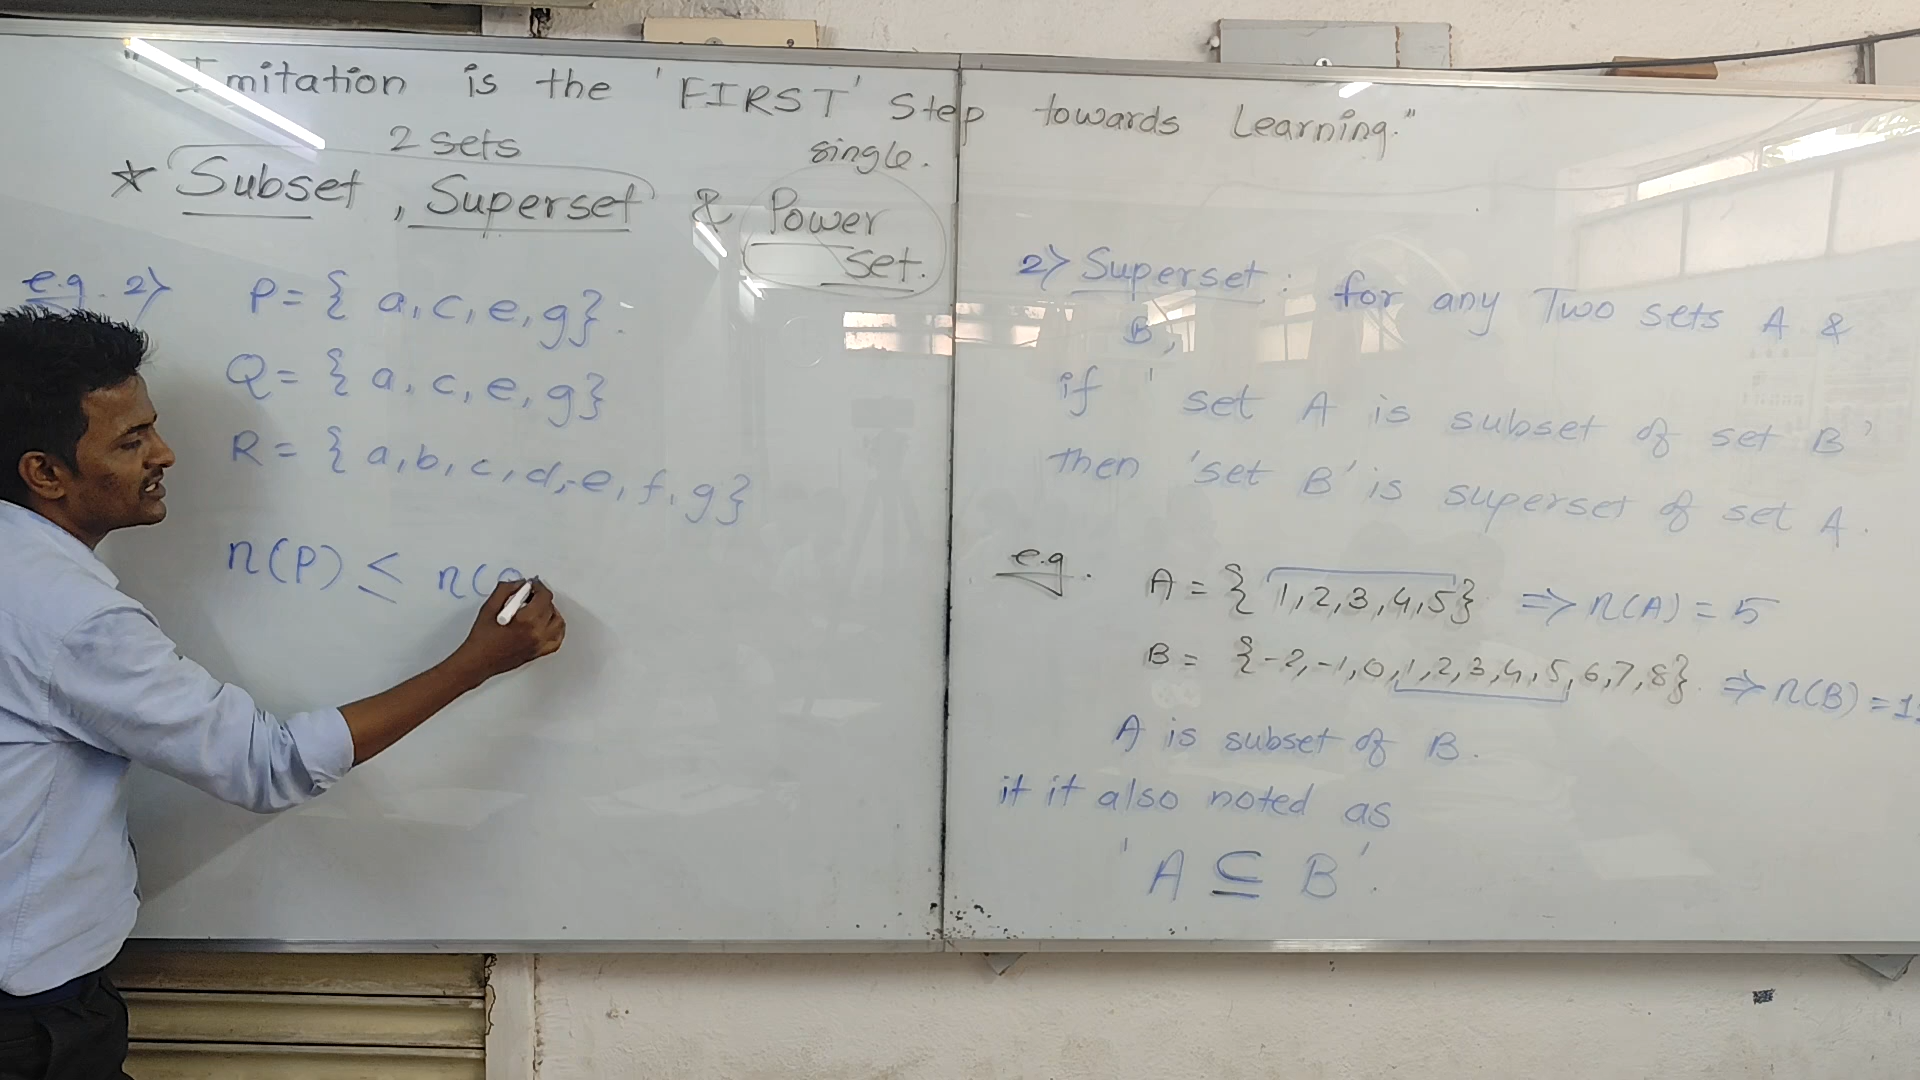 " Imitation is the 'FIRST' Step towards Learning."
2 sets single.
* Subset, Superset & Power
set.
e.g. 2> P = { a, c, e, g}.
Q = { a, c, e, g}
R = { a, b, c, d, e, f, g}
n(P) ≤ n(Q
2> Superset : for any Two sets A &
B,
if ' set A is subset of set B'
then 'set B' is superset of set A.
e.g. A = { 1,2,3,4,5} => n(A) = 5
B = {-2,-1,0,1,2,3,4,5,6,7,8}. => n(B) = 11
A is subset of B.
it it also noted as
' A ⊆ B '.